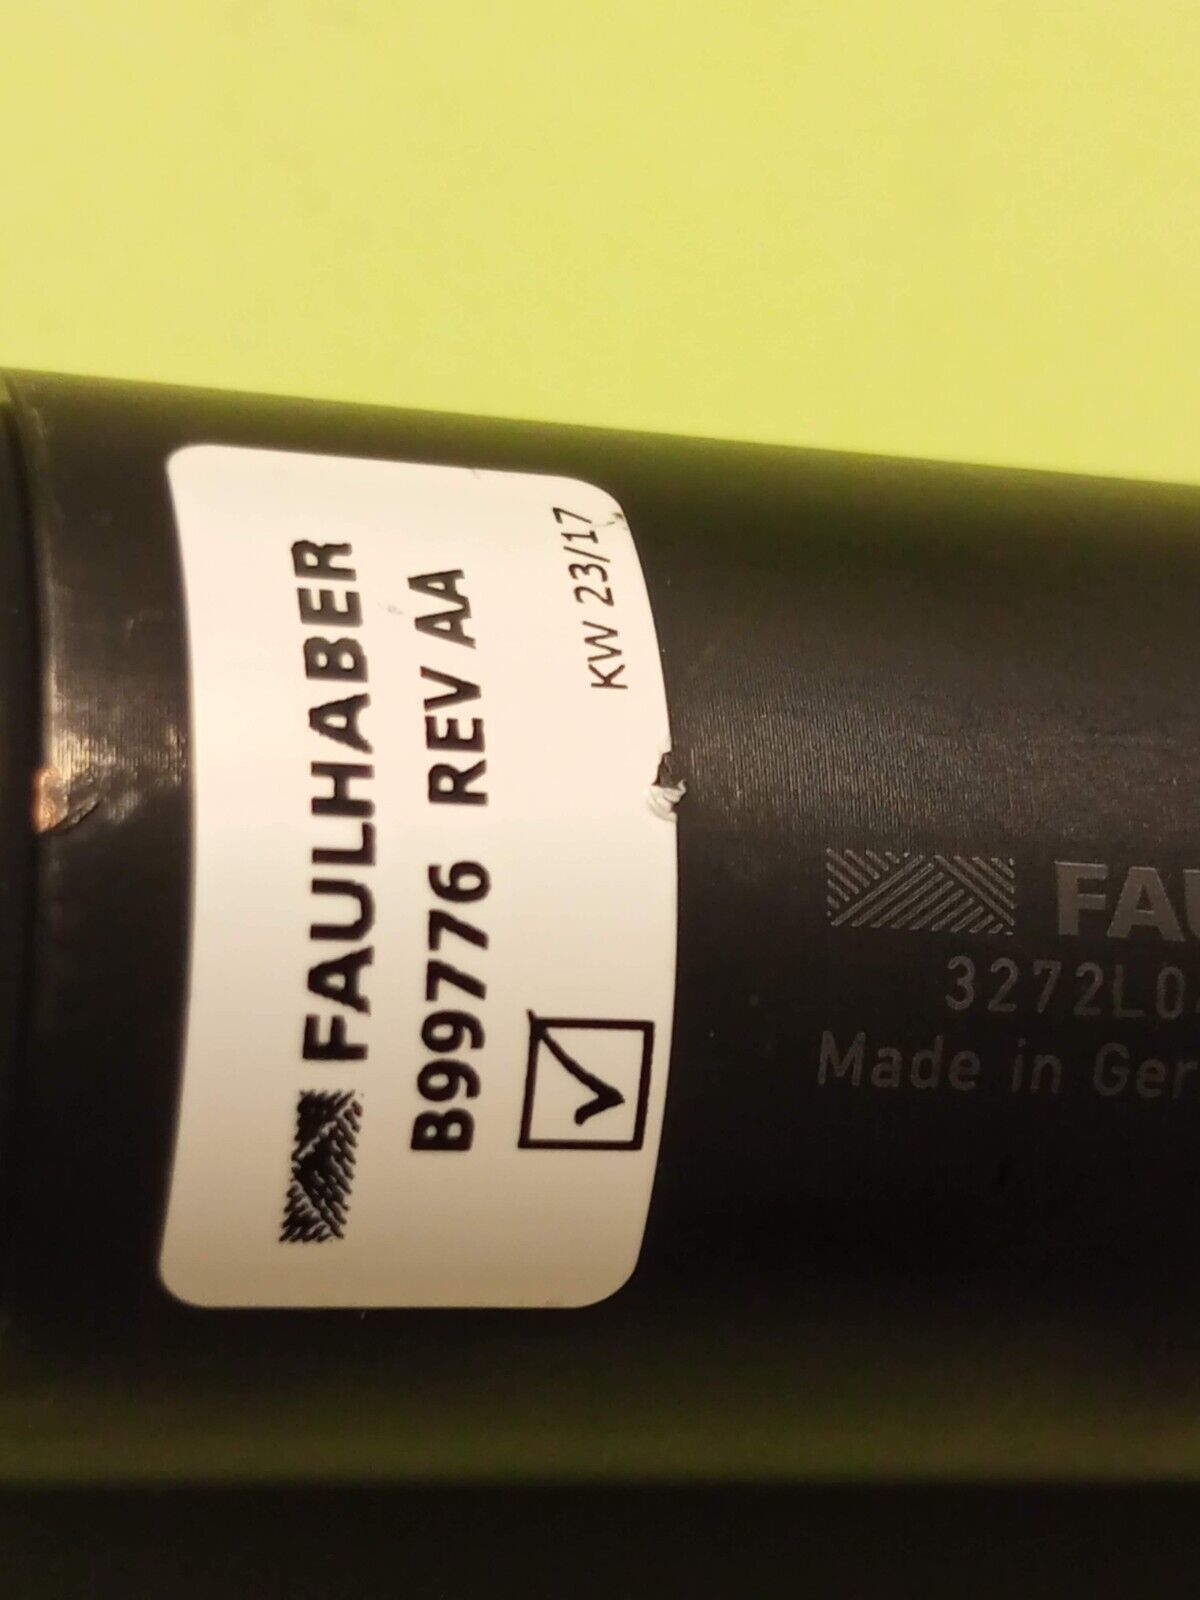 FAULHABER
B99776 REV AA
KW 23/17
FAU
3272L0
Made in Ger